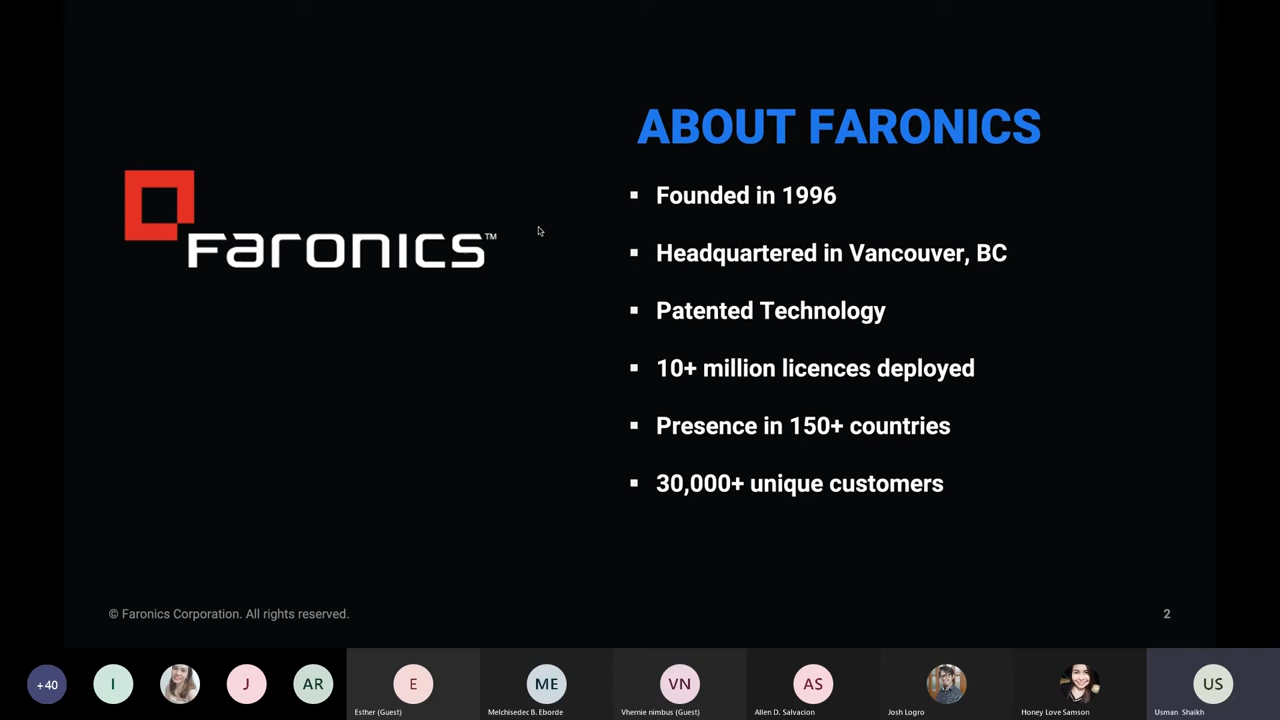 ABOUT FARONICS
FARONICS™
▪ Founded in 1996
▪ Headquartered in Vancouver, BC
▪ Patented Technology
▪ 10+ million licences deployed
▪ Presence in 150+ countries
▪ 30,000+ unique customers
© Faronics Corporation. All rights reserved.
2
+40
I
J
AR
E
ME
VN
AS
US
Esther (Guest)
Melchisedec B. Eborde
Vhernie nimbus (Guest)
Allen D. Salvacion
Josh Logro
Honey Love Samson
Usman Shaikh